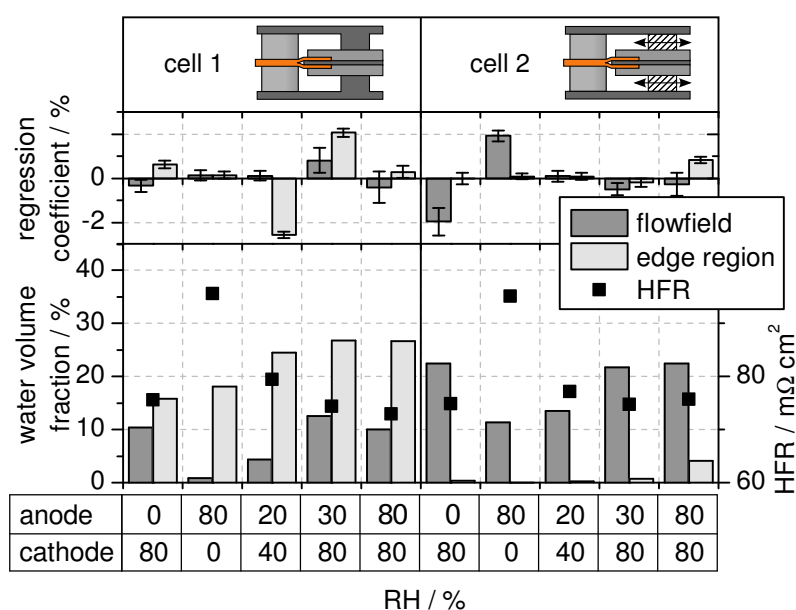 cell 1
cell 2
regression
coefficient / %
0
-2
flowfield
edge region
HFR
water volume
fraction / %
40
30
20
10
0
80
60
HFR / mΩ cm²
anode 0 80 20 30 80 0 80 20 30 80
cathode 80 0 40 80 80 80 0 40 80 80
RH / %